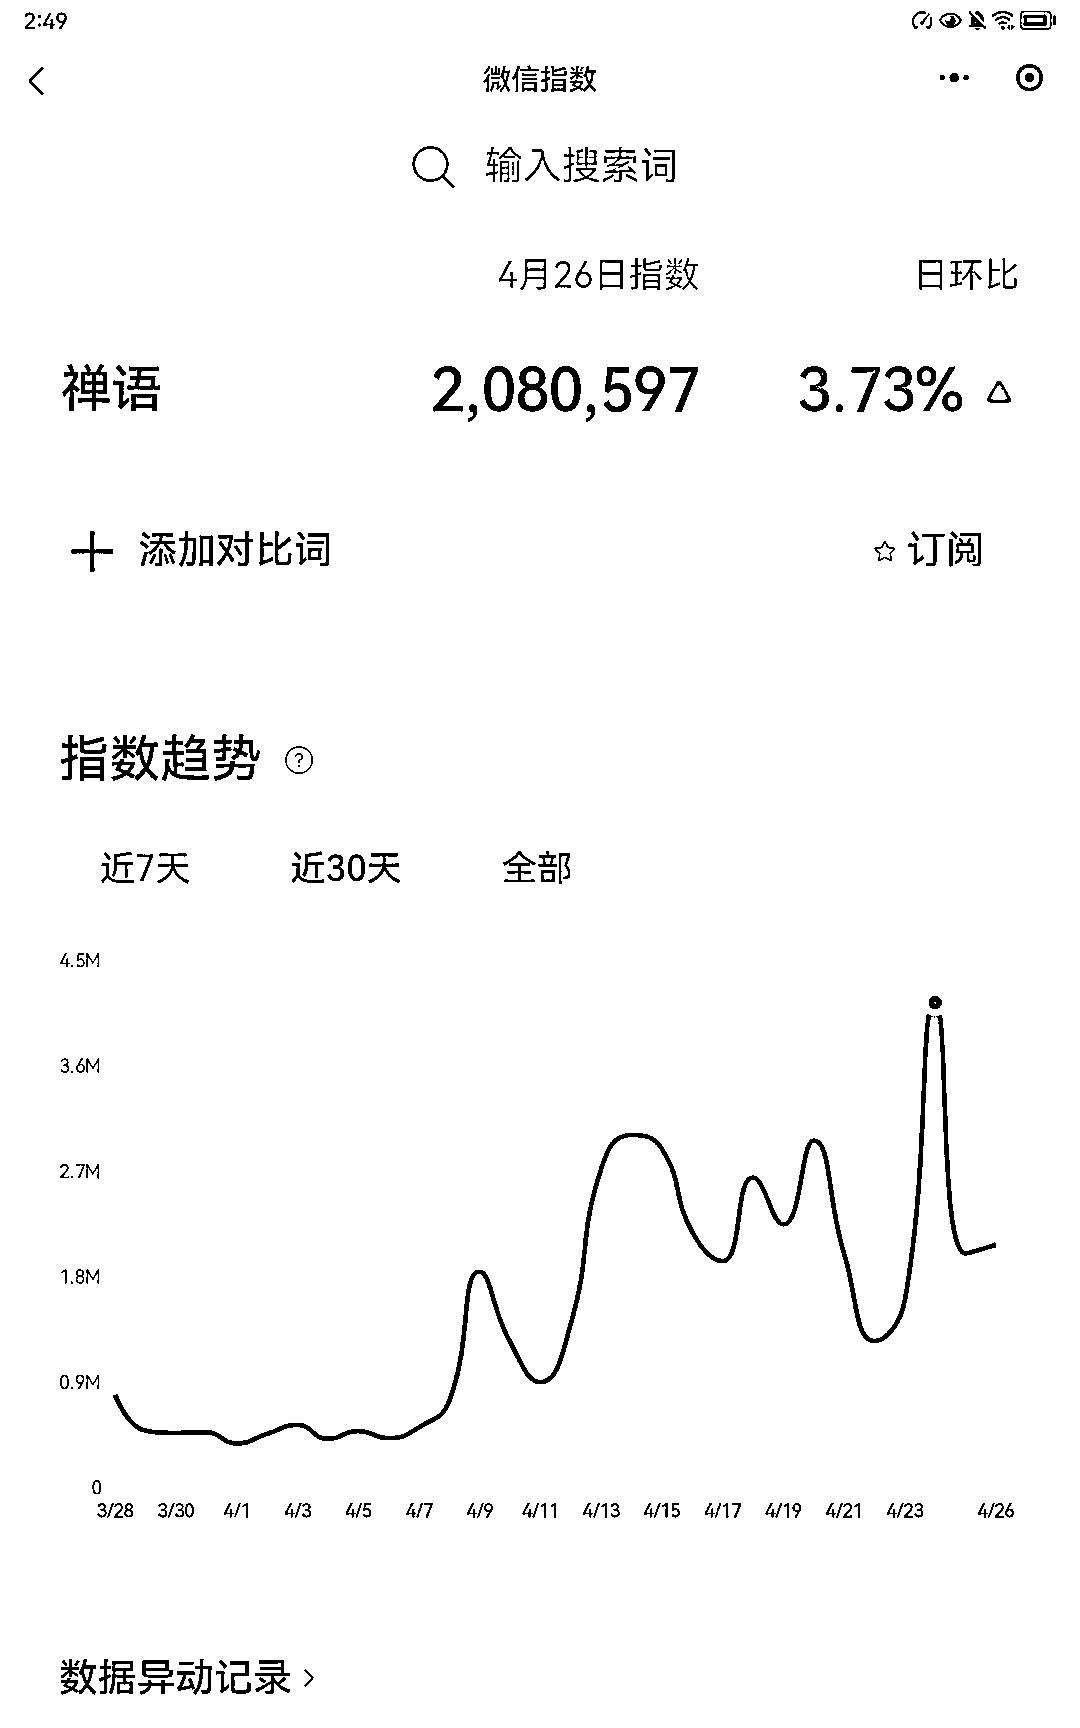 2:49
微信指数
输入搜索词
4月26日指数 日环比
禅语 2,080,597 3.73%
添加对比词 订阅
指数趋势 ?
近7天 近30天 全部
4.5M
3.6M
2.7M
1.8M
0.9M
0
3/28 3/30 4/1 4/3 4/5 4/7 4/9 4/11 4/13 4/15 4/17 4/19 4/21 4/23 4/26
数据异动记录